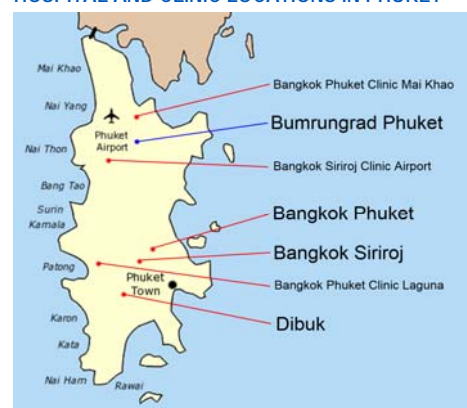 HOSPITAL AND CLINIC LOCATIONS IN PHUKET
Mai Khao
Bangkok Phuket Clinic Mai Khao
Nai Yang
Bumrungrad Phuket
Phuket
Airport
Nai Thon
Bangkok Siriroj Clinic Airport
Bang Tao
Surin
Bangkok Phuket
Kamala
Bangkok Siriroj
Patong
Phuket
Town
Bangkok Phuket Clinic Laguna
Karon
Dibuk
Kata
Nai Harn
Rawai